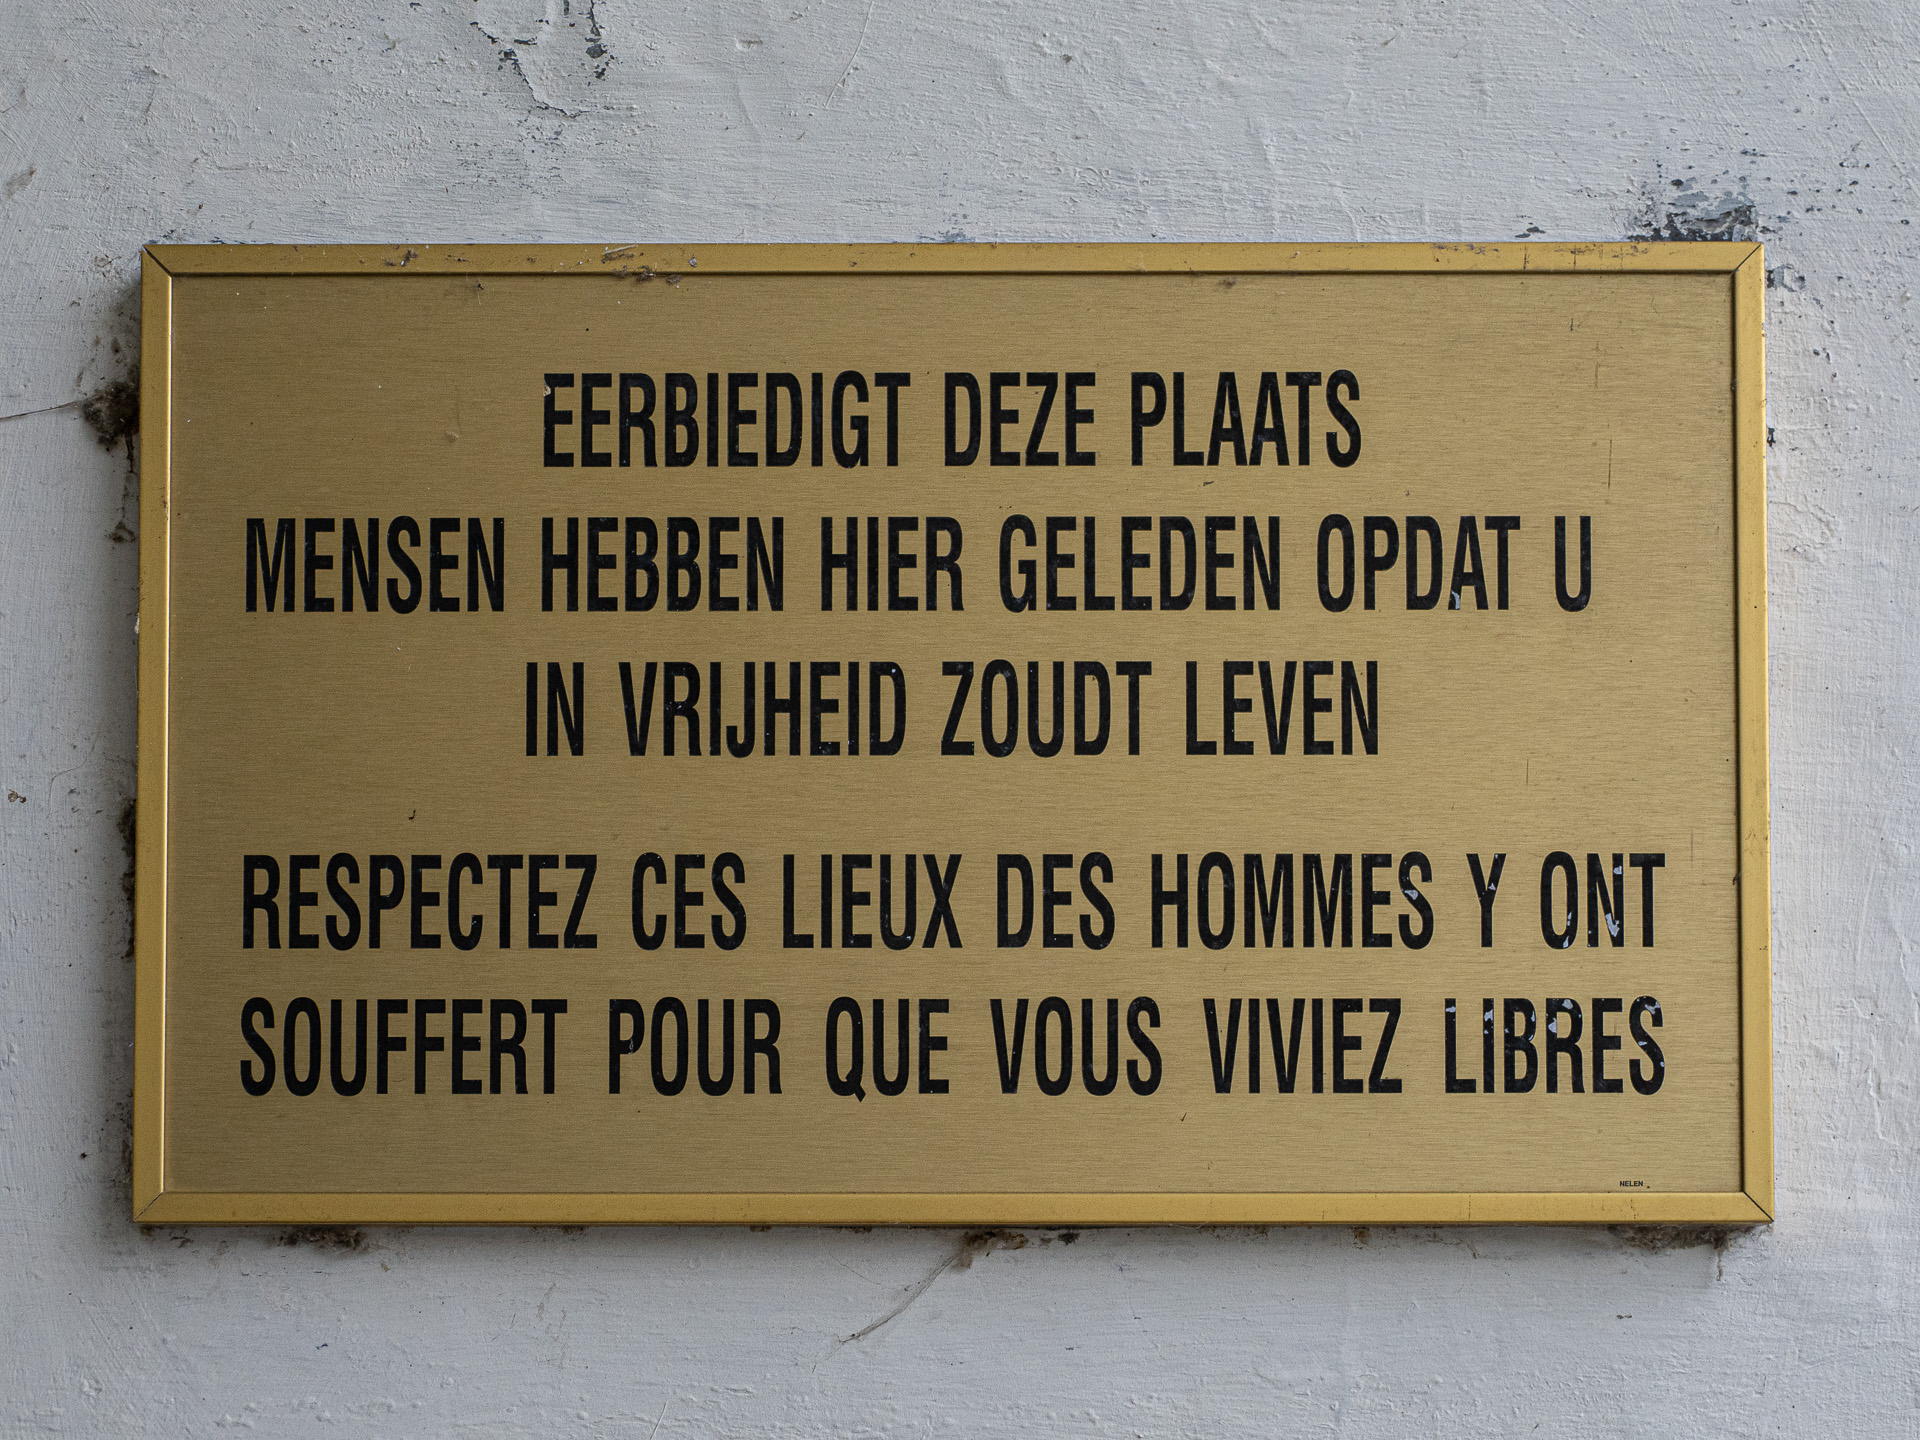 EERBIEDIGT DEZE PLAATS
MENSEN HEBBEN HIER GELEDEN OPDAT U
IN VRIJHEID ZOUDT LEVEN
RESPECTEZ CES LIEUX DES HOMMES Y ONT
SOUFFERT POUR QUE VOUS VIVIEZ LIBRES
NELEN